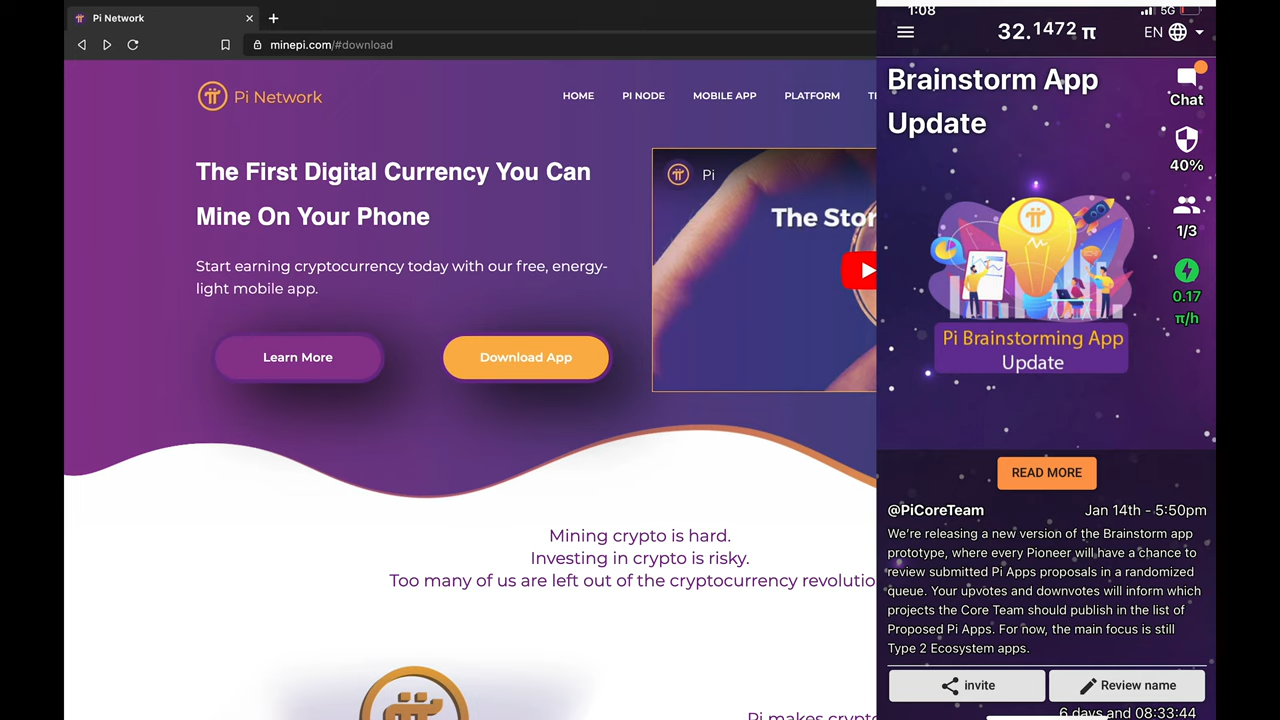 Pi Network
minepi.com/#download
Pi Network
HOME
PI NODE
MOBILE APP
PLATFORM
The First Digital Currency You Can
Mine On Your Phone
Start earning cryptocurrency today with our free, energy-
light mobile app.
Learn More
Download App
Pi
The Stor
Mining crypto is hard.
Investing in crypto is risky.
Too many of us are left out of the cryptocurrency revolutio
Pi makes crypto
1:08
5G
32.1472 π
EN
Brainstorm App
Update
Chat
40%
1/3
0.17
π/h
Pi Brainstorming App
Update
READ MORE
@PiCoreTeam
Jan 14th - 5:50pm
We're releasing a new version of the Brainstorm app
prototype, where every Pioneer will have a chance to
review submitted Pi Apps proposals in a randomized
queue. Your upvotes and downvotes will inform which
projects the Core Team should publish in the list of
Proposed Pi Apps. For now, the main focus is still
Type 2 Ecosystem apps.
invite
Review name
6 days and 08:33:44